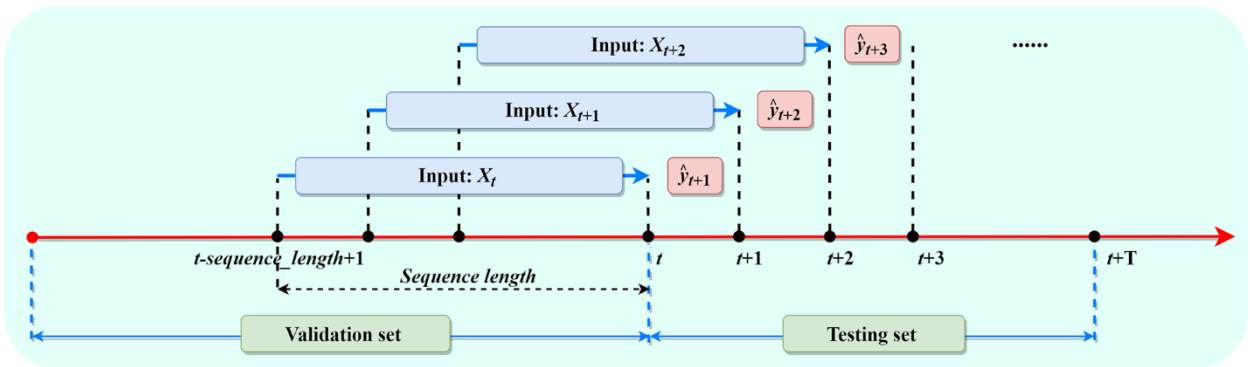 Input: Xt+2
ŷt+3
......
Input: Xt+1
ŷt+2
Input: Xt
ŷt+1
t-sequence_length+1
t
t+1
t+2
t+3
t+T
Sequence length
Validation set
Testing set